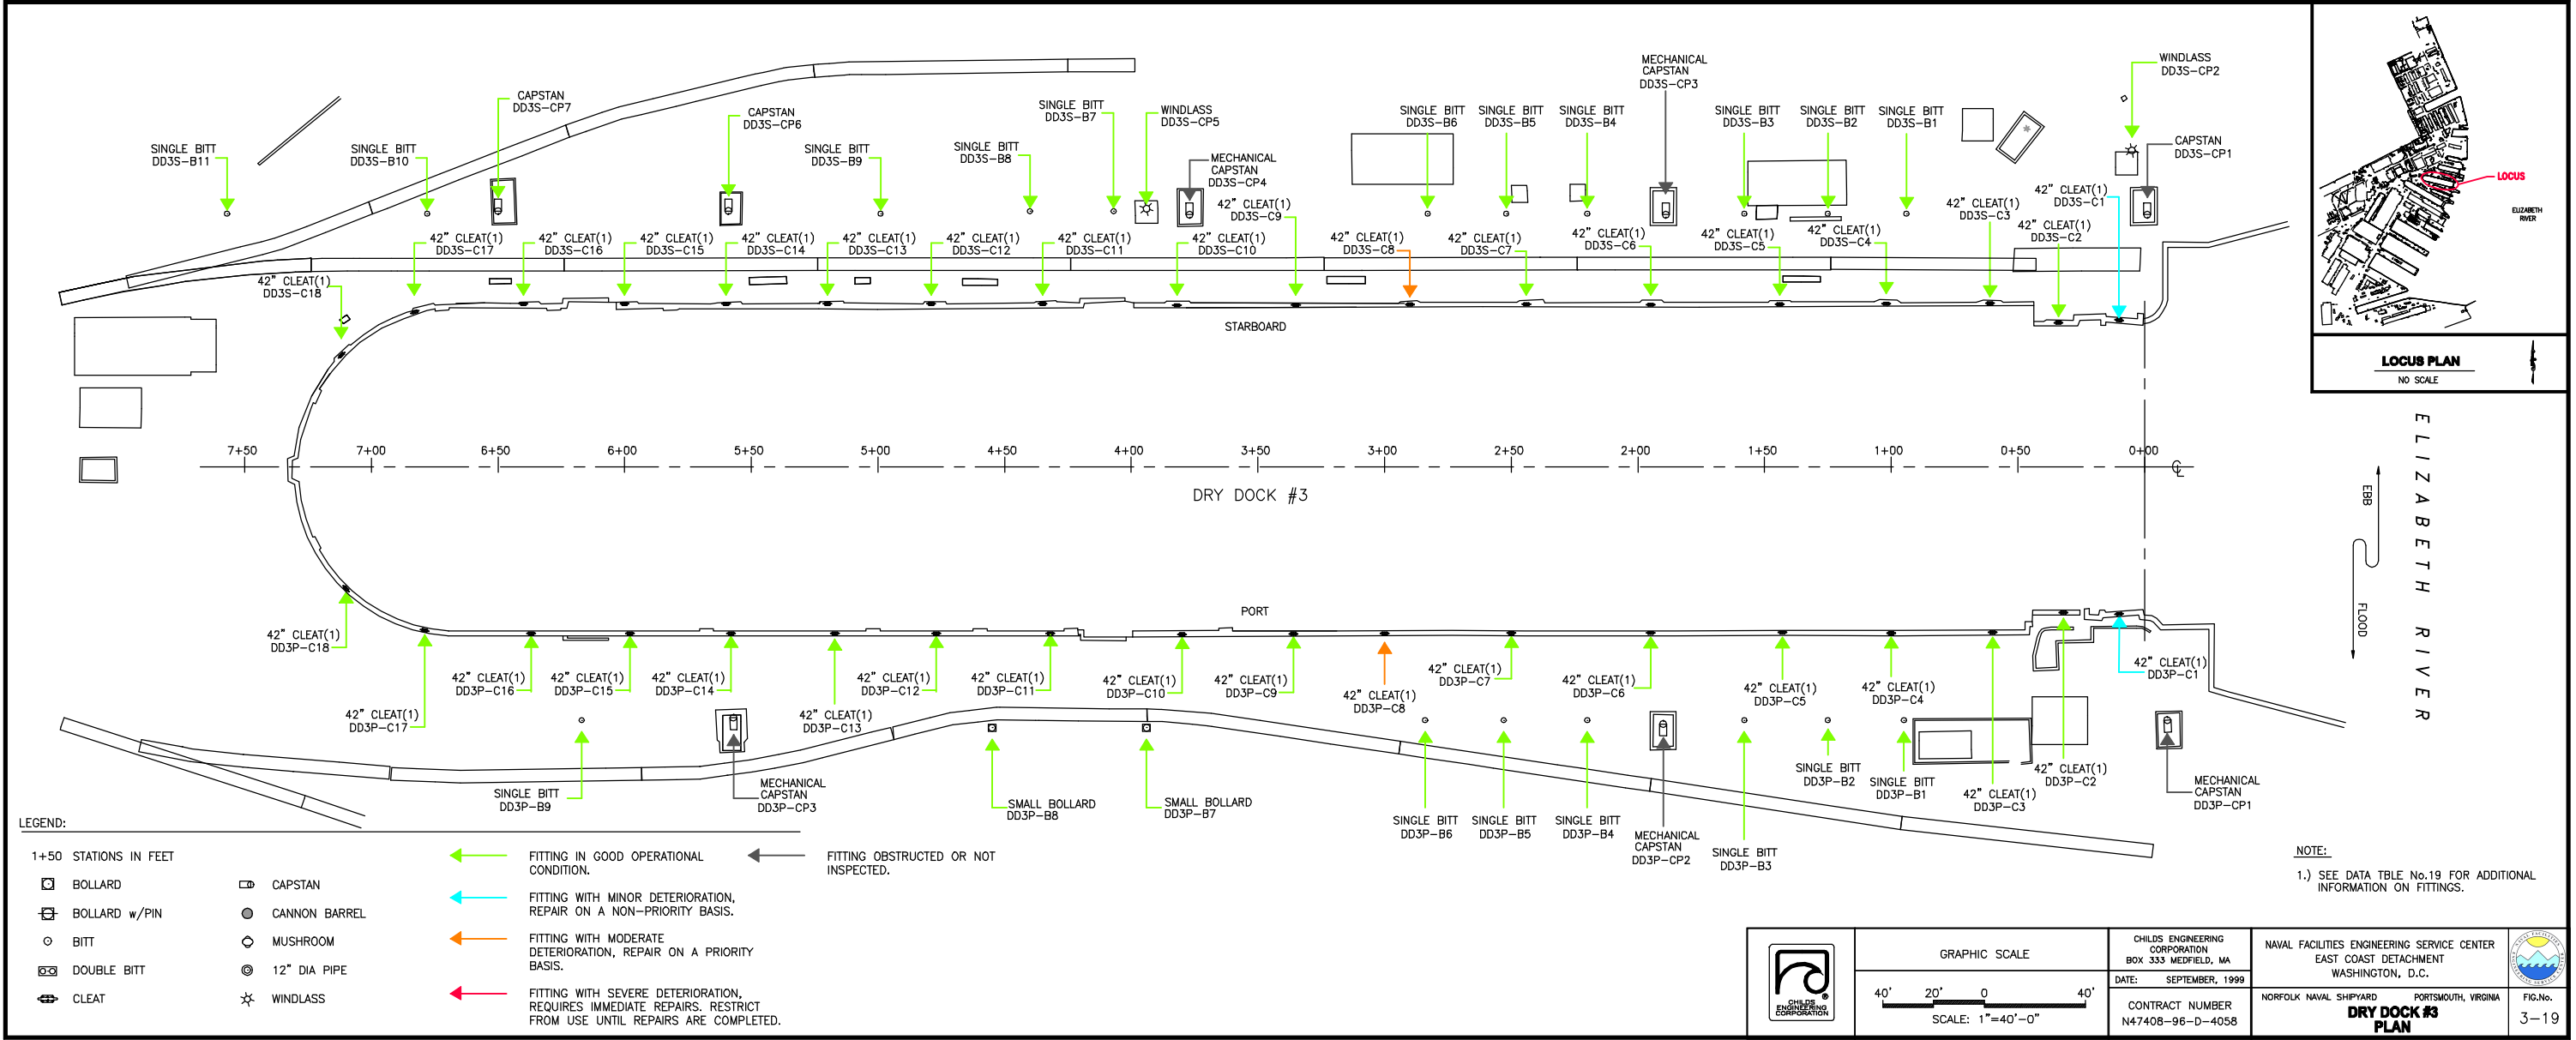 MECHANICAL
CAPSTAN
DD3S-CP3
WINDLASS
DD3S-CP2
CAPSTAN
DD3S-CP7
CAPSTAN
DD3S-CP6
SINGLE BITT
DD3S-B7
WINDLASS
DD3S-CP5
SINGLE BITT
DD3S-B6
SINGLE BITT
DD3S-B5
SINGLE BITT
DD3S-B4
SINGLE BITT
DD3S-B3
SINGLE BITT
DD3S-B2
SINGLE BITT
DD3S-B1
SINGLE BITT
DD3S-B11
SINGLE BITT
DD3S-B10
SINGLE BITT
DD3S-B9
SINGLE BITT
DD3S-B8
MECHANICAL
CAPSTAN
DD3S-CP4
CAPSTAN
DD3S-CP1
42" CLEAT(1)
DD3S-C18
42" CLEAT(1)
DD3S-C17
42" CLEAT(1)
DD3S-C16
42" CLEAT(1)
DD3S-C15
42" CLEAT(1)
DD3S-C14
42" CLEAT(1)
DD3S-C13
42" CLEAT(1)
DD3S-C12
42" CLEAT(1)
DD3S-C11
42" CLEAT(1)
DD3S-C10
42" CLEAT(1)
DD3S-C9
42" CLEAT(1)
DD3S-C8
42" CLEAT(1)
DD3S-C7
42" CLEAT(1)
DD3S-C6
42" CLEAT(1)
DD3S-C5
42" CLEAT(1)
DD3S-C4
42" CLEAT(1)
DD3S-C3
42" CLEAT(1)
DD3S-C2
42" CLEAT(1)
DD3S-C1
LOCUS
ELIZABETH
RIVER
LOCUS PLAN
NO SCALE
STARBOARD
7+50 7+00 6+50 6+00 5+50 5+00 4+50 4+00 3+50 3+00 2+50 2+00 1+50 1+00 0+50 0+00
DRY DOCK #3
EBB
FLOOD
ELIZABETH RIVER
PORT
42" CLEAT(1)
DD3P-C18
42" CLEAT(1)
DD3P-C17
42" CLEAT(1)
DD3P-C16
42" CLEAT(1)
DD3P-C15
42" CLEAT(1)
DD3P-C14
42" CLEAT(1)
DD3P-C13
42" CLEAT(1)
DD3P-C12
42" CLEAT(1)
DD3P-C11
42" CLEAT(1)
DD3P-C10
42" CLEAT(1)
DD3P-C9
42" CLEAT(1)
DD3P-C8
42" CLEAT(1)
DD3P-C7
42" CLEAT(1)
DD3P-C6
42" CLEAT(1)
DD3P-C5
42" CLEAT(1)
DD3P-C4
42" CLEAT(1)
DD3P-C3
42" CLEAT(1)
DD3P-C2
42" CLEAT(1)
DD3P-C1
SINGLE BITT
DD3P-B9
MECHANICAL
CAPSTAN
DD3P-CP3
SMALL BOLLARD
DD3P-B8
SMALL BOLLARD
DD3P-B7
SINGLE BITT
DD3P-B6
SINGLE BITT
DD3P-B5
SINGLE BITT
DD3P-B4
MECHANICAL
CAPSTAN
DD3P-CP2
SINGLE BITT
DD3P-B3
SINGLE BITT
DD3P-B2
SINGLE BITT
DD3P-B1
MECHANICAL
CAPSTAN
DD3P-CP1
LEGEND:
1+50 STATIONS IN FEET
BOLLARD
BOLLARD w/PIN
BITT
DOUBLE BITT
CLEAT
CAPSTAN
CANNON BARREL
MUSHROOM
12" DIA PIPE
WINDLASS
FITTING IN GOOD OPERATIONAL
CONDITION.
FITTING WITH MINOR DETERIORATION,
REPAIR ON A NON-PRIORITY BASIS.
FITTING WITH MODERATE
DETERIORATION, REPAIR ON A PRIORITY
BASIS.
FITTING WITH SEVERE DETERIORATION,
REQUIRES IMMEDIATE REPAIRS. RESTRICT
FROM USE UNTIL REPAIRS ARE COMPLETED.
FITTING OBSTRUCTED OR NOT
INSPECTED.
NOTE:
1.) SEE DATA TBLE No.19 FOR ADDITIONAL
INFORMATION ON FITTINGS.
CHILDS
ENGINEERING
CORPORATION
®
GRAPHIC SCALE
40' 20' 0 40'
SCALE: 1"=40'-0"
CHILDS ENGINEERING
CORPORATION
BOX 333 MEDFIELD, MA
DATE: SEPTEMBER, 1999
CONTRACT NUMBER
N47408-96-D-4058
NAVAL FACILITIES ENGINEERING SERVICE CENTER
EAST COAST DETACHMENT
WASHINGTON, D.C.
NORFOLK NAVAL SHIPYARD PORTSMOUTH, VIRGINIA
DRY DOCK #3
PLAN
FIG.No.
3-19